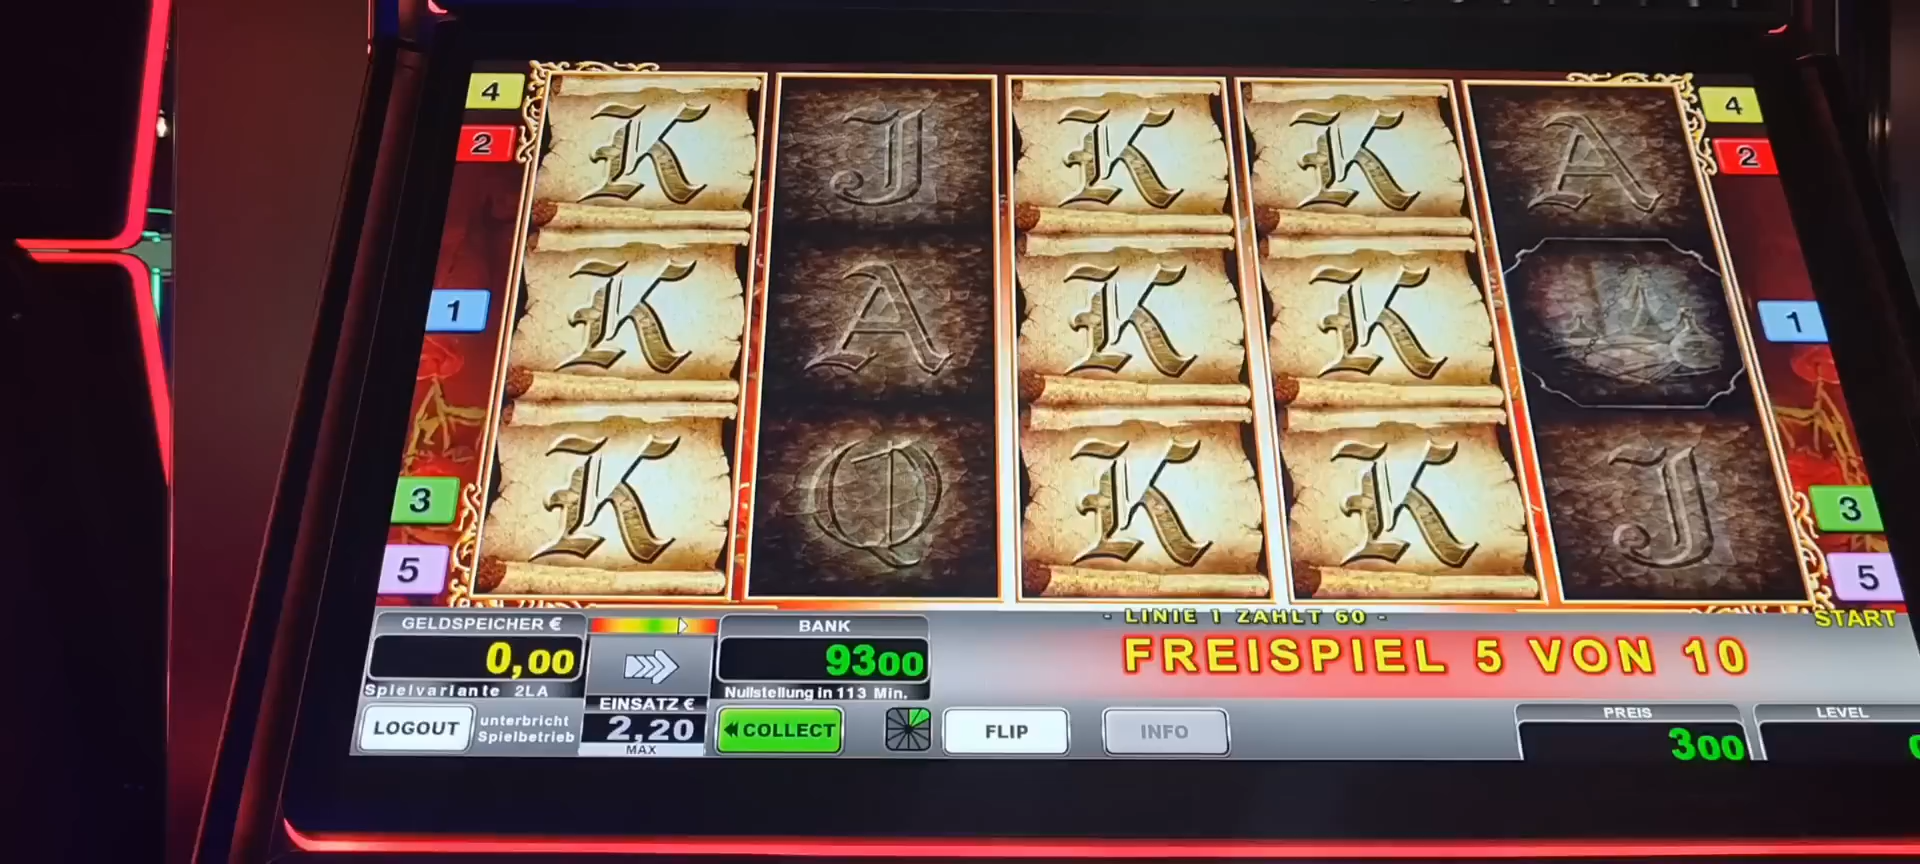 4
4
2
2
K J K K A
1
1
K A K K
3
3
K Q K K J
5
5
GELDSPEICHER €
0,00
Spielvariante 2LA
BANK
9300
Nullstellung in 113 Min.
- LINIE 1 ZAHLT 60 -
START
FREISPIEL 5 VON 10
LOGOUT
unterbricht
Spielbetrieb
EINSATZ €
2,20
MAX
COLLECT
FLIP
INFO
PREIS
300
LEVEL